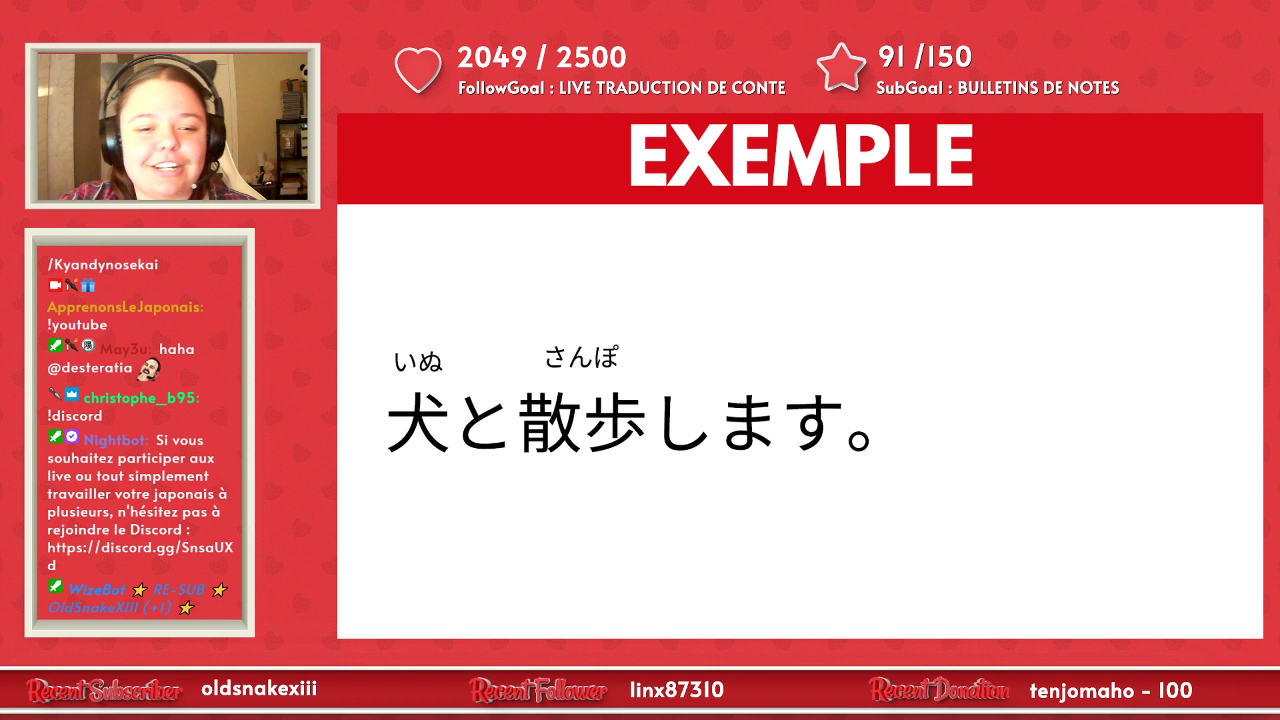 2049 / 2500
FollowGoal : LIVE TRADUCTION DE CONTE
91 /150
SubGoal : BULLETINS DE NOTES
EXEMPLE
/Kyandynosekai
ApprenonsLeJaponais:
!youtube
May3u: haha
@desteratia
christophe_b95:
!discord
Nightbot: Si vous
souhaitez participer aux
live ou tout simplement
travailler votre japonais à
plusieurs, n'hésitez pas à
rejoindre le Discord :
https://discord.gg/SnsaUX
d
WizeBot RE-SUB
OldSnakeXIII (+1)
いぬ さんぽ
犬と散歩します。
Recent Subscriber oldsnakexiii
Recent Follower linx87310
Recent Donation tenjomaho - 100